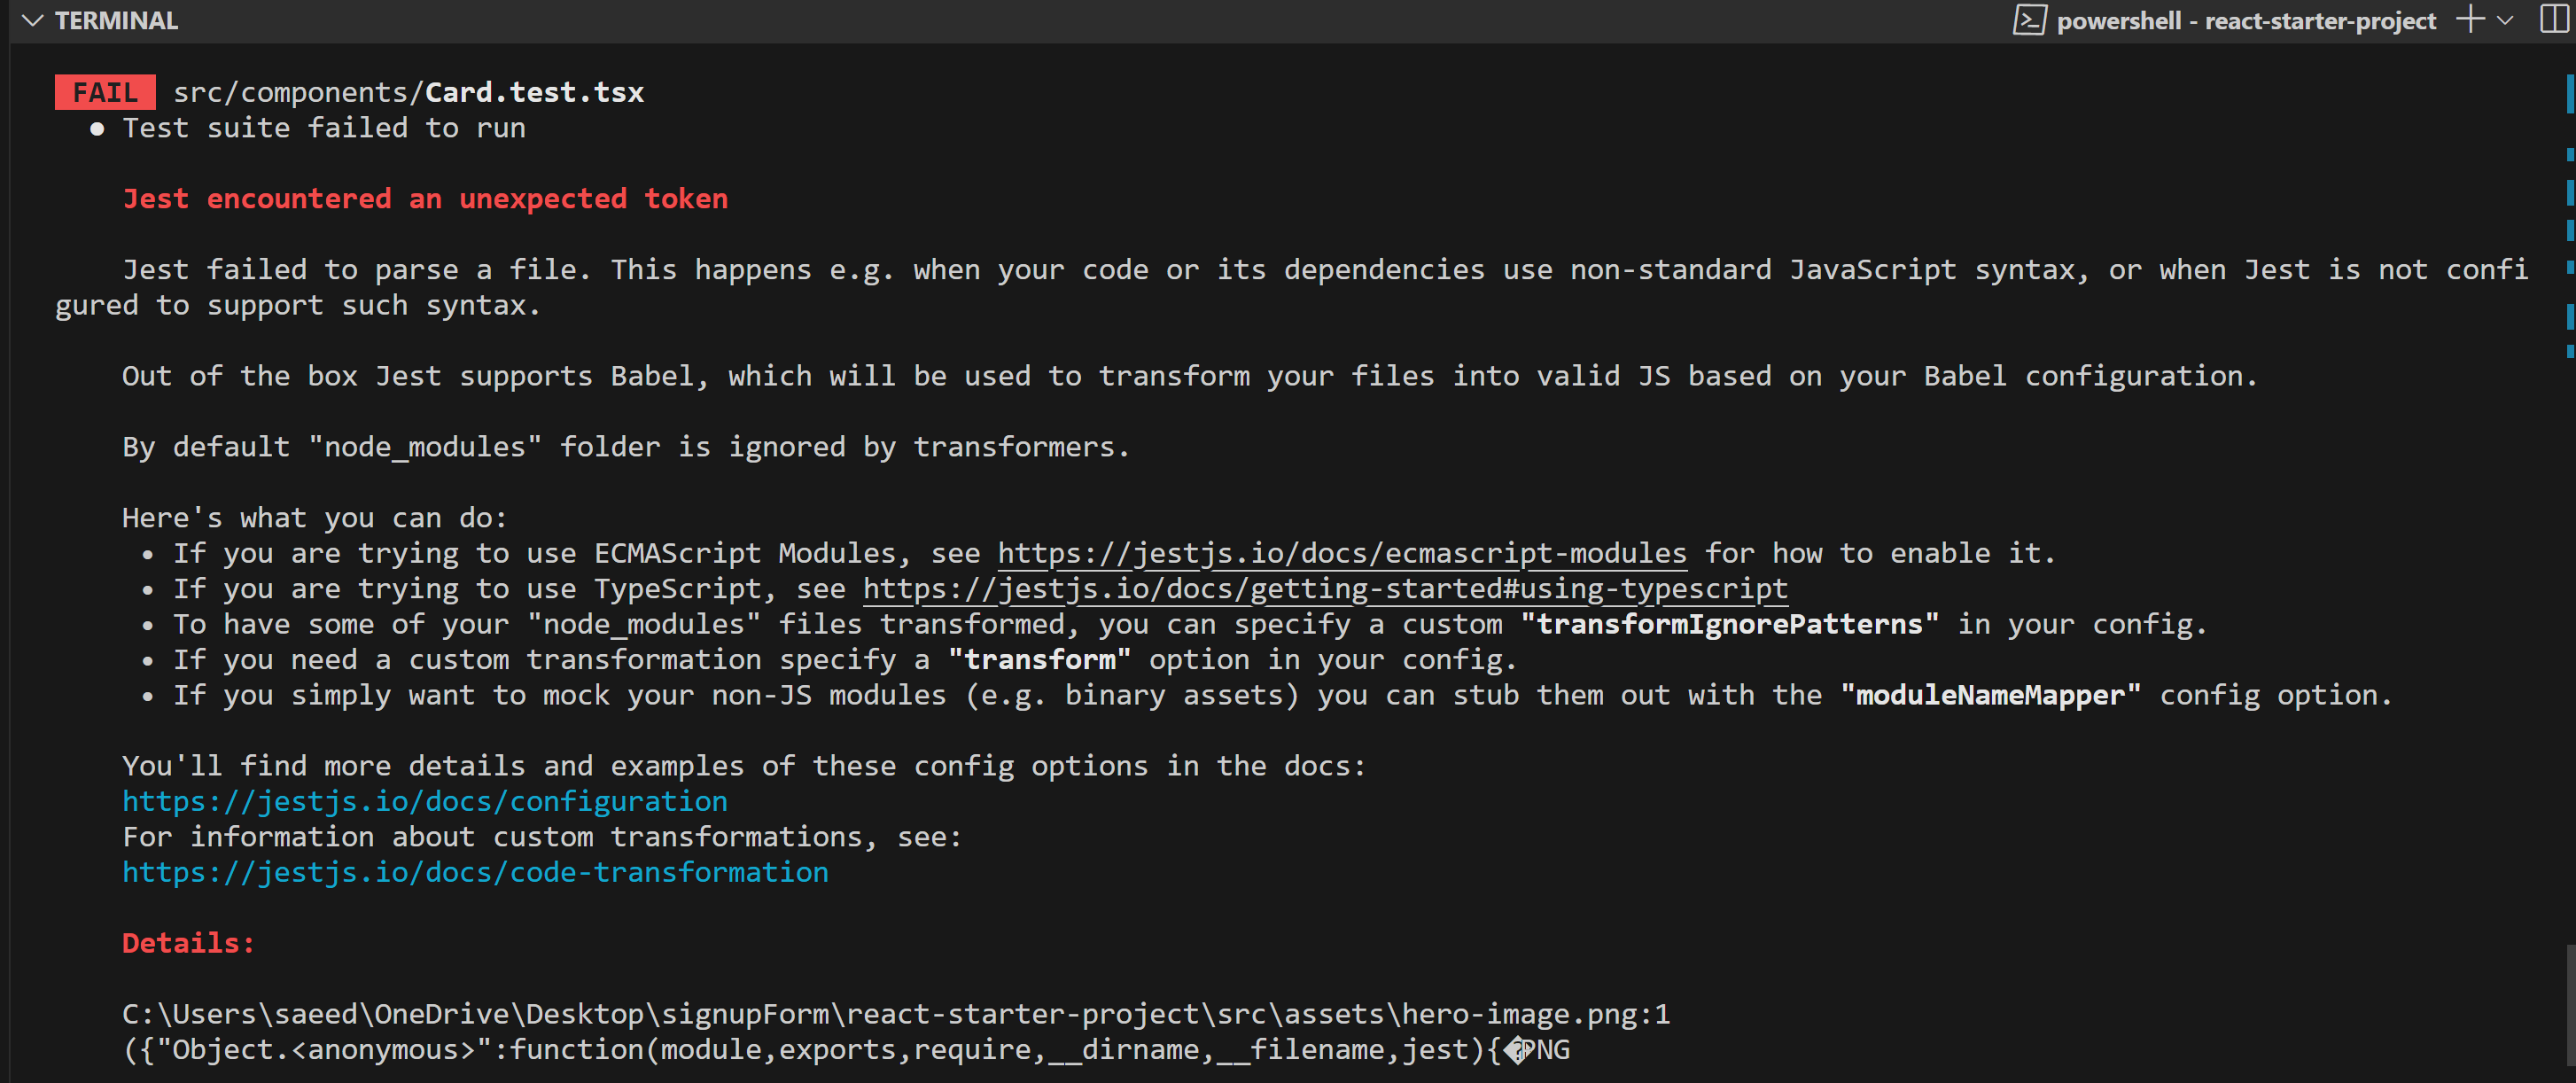 TERMINAL
powershell - react-starter-project
FAIL src/components/Card.test.tsx
● Test suite failed to run
Jest encountered an unexpected token
Jest failed to parse a file. This happens e.g. when your code or its dependencies use non-standard JavaScript syntax, or when Jest is not confi
gured to support such syntax.
Out of the box Jest supports Babel, which will be used to transform your files into valid JS based on your Babel configuration.
By default "node_modules" folder is ignored by transformers.
Here's what you can do:
• If you are trying to use ECMAScript Modules, see https://jestjs.io/docs/ecmascript-modules for how to enable it.
• If you are trying to use TypeScript, see https://jestjs.io/docs/getting-started#using-typescript
• To have some of your "node_modules" files transformed, you can specify a custom "transformIgnorePatterns" in your config.
• If you need a custom transformation specify a "transform" option in your config.
• If you simply want to mock your non-JS modules (e.g. binary assets) you can stub them out with the "moduleNameMapper" config option.
You'll find more details and examples of these config options in the docs:
https://jestjs.io/docs/configuration
For information about custom transformations, see:
https://jestjs.io/docs/code-transformation
Details:
C:\Users\saeed\OneDrive\Desktop\signupForm\react-starter-project\src\assets\hero-image.png:1
({"Object.<anonymous>":function(module,exports,require,__dirname,__filename,jest){�PNG